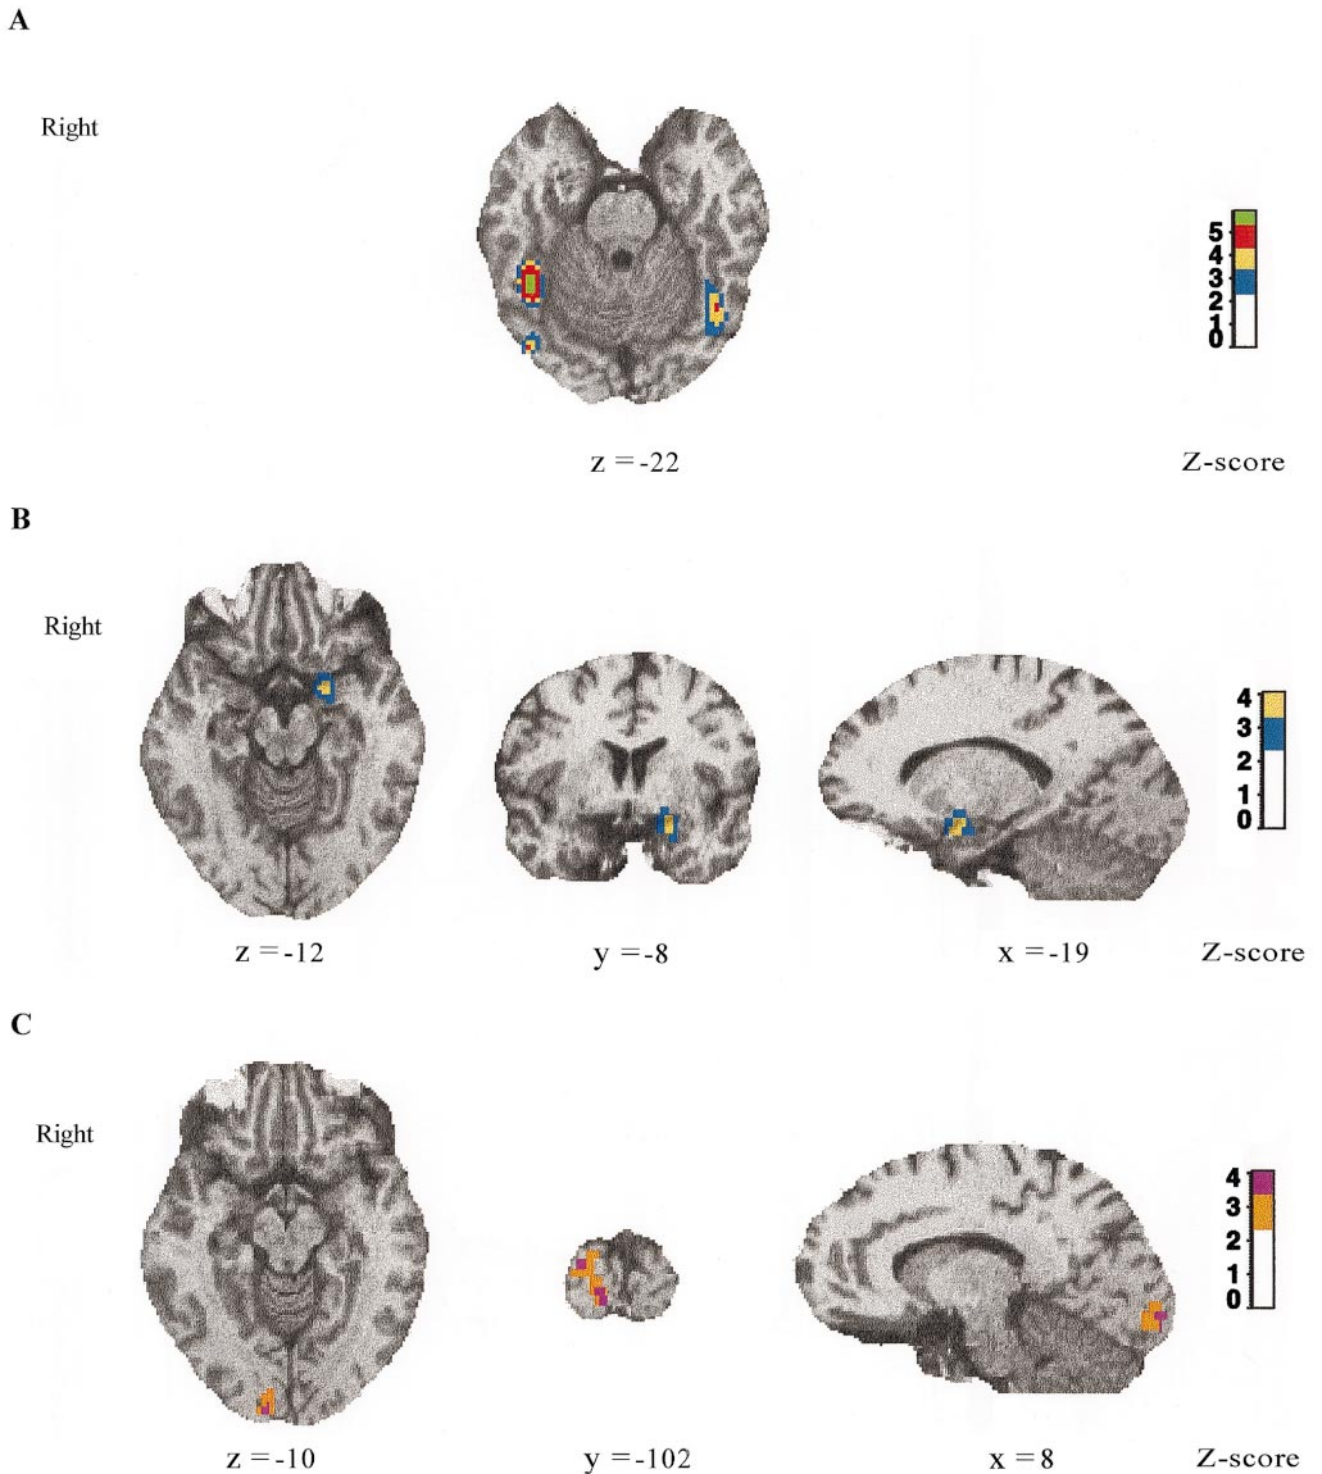 A
Right
5
4
3
2
1
0
z = -22
Z-score
B
Right
4
3
2
1
0
z = -12
y = -8
x = -19
Z-score
C
Right
4
3
2
1
0
z = -10
y = -102
x = 8
Z-score